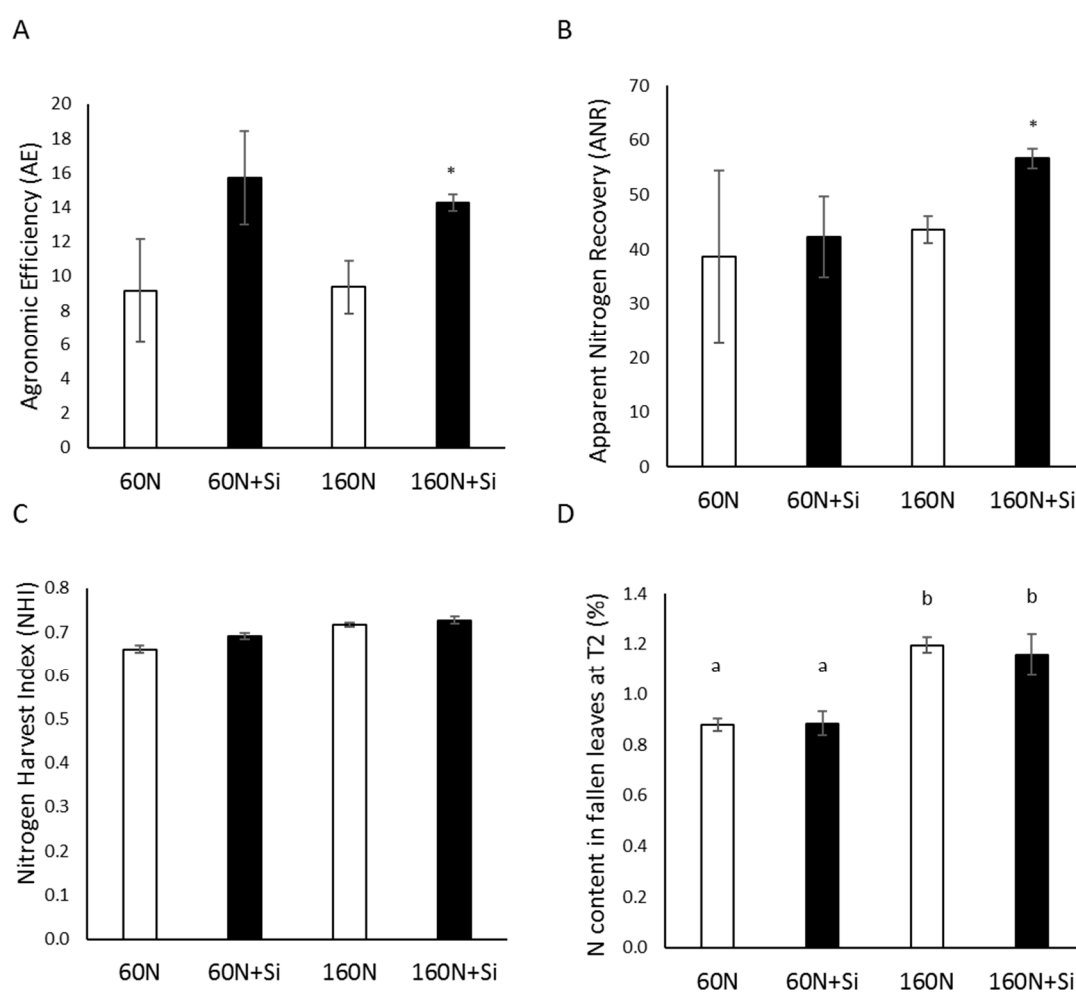 A
Agronomic Efficiency (AE)
20
18
16
14
12
10
8
6
4
2
0
*
60N 60N+Si 160N 160N+Si
B
Apparent Nitrogen Recovery (ANR)
70
60
50
40
30
20
10
0
*
60N 60N+Si 160N 160N+Si
C
Nitrogen Harvest Index (NHI)
0.8
0.7
0.6
0.5
0.4
0.3
0.2
0.1
0.0
60N 60N+Si 160N 160N+Si
D
N content in fallen leaves at T2 (%)
1.4
1.2
1.0
0.8
0.6
0.4
0.2
0.0
a a b b
60N 60N+Si 160N 160N+Si